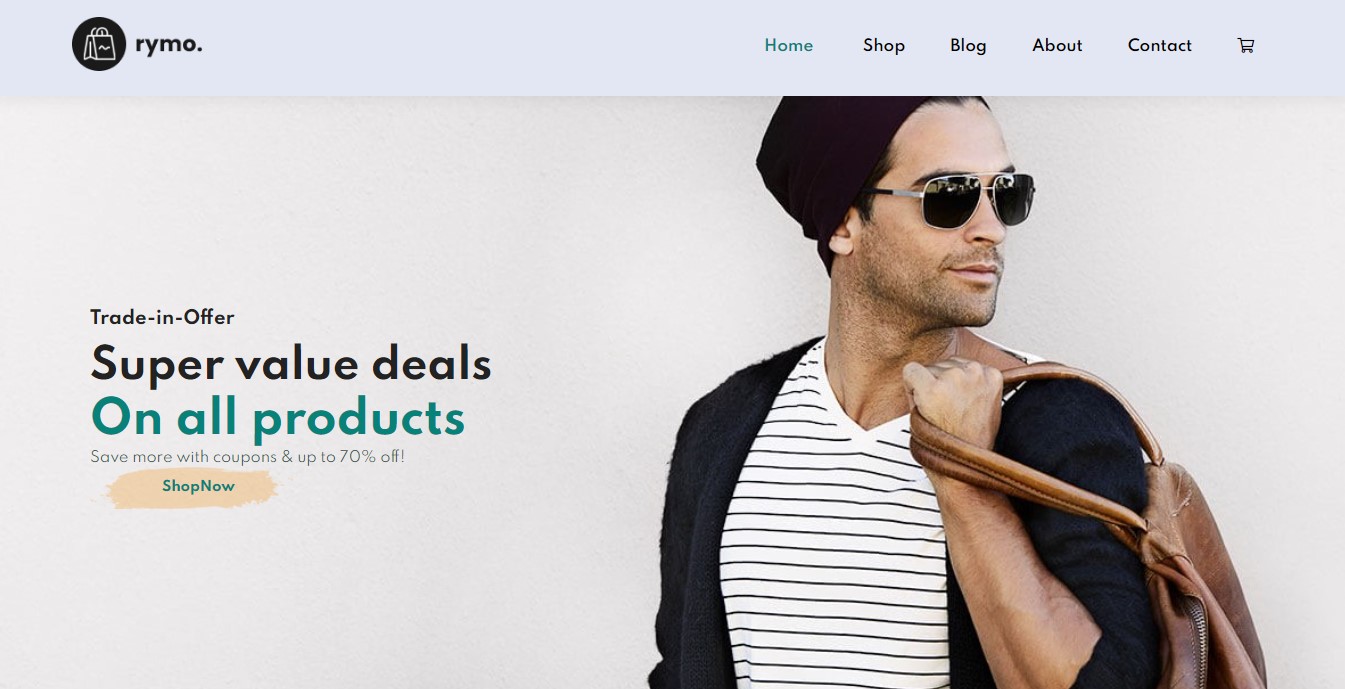 rymo.
Home Shop Blog About Contact
Trade-in-Offer
Super value deals
On all products
Save more with coupons & up to 70% off!
ShopNow